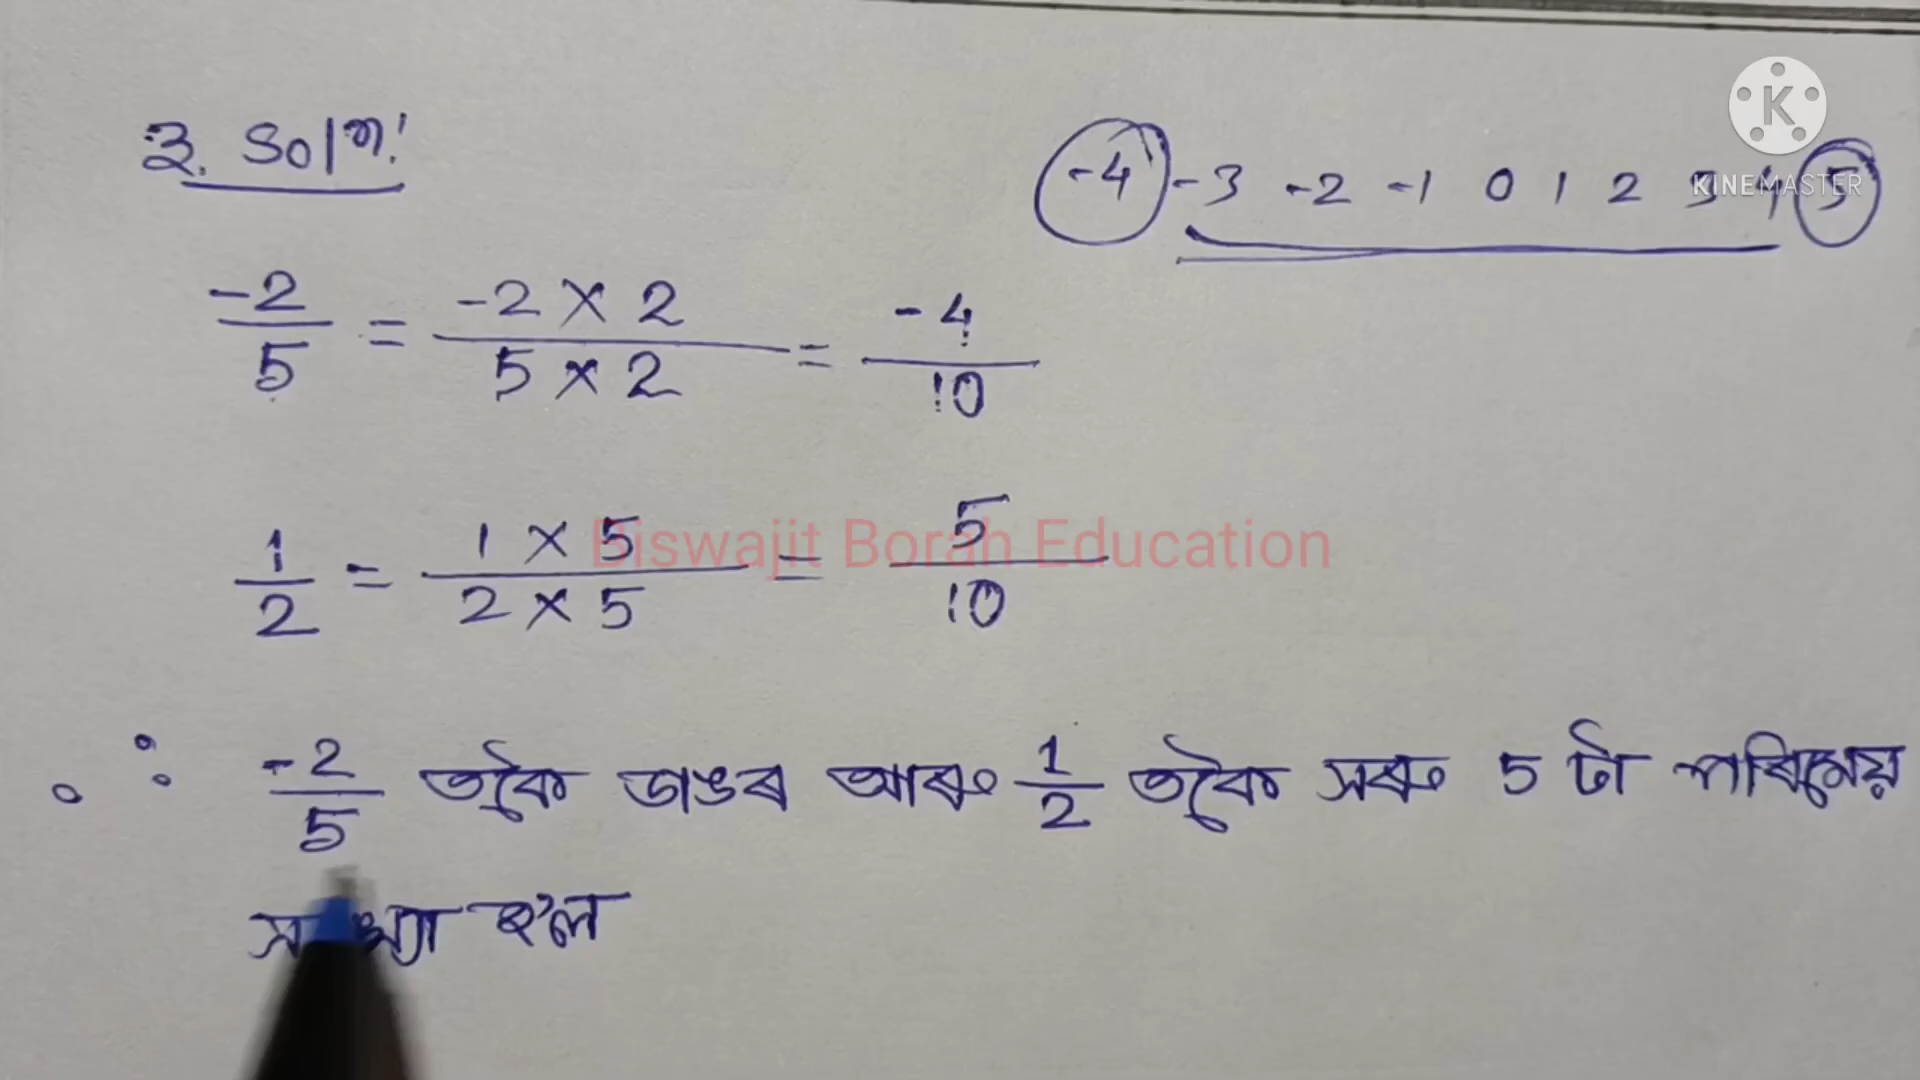 3. Soln!
-4 -3 -2 -1 0 1 2 3 4 5
KINEMASTER
-2/5 = -2 × 2/5 × 2 = -4/10
1/2 = 1 × 5/2 × 5 = 5/10
Biswajit Borah Education
∴ -2/5 তকৈ ডাঙৰ আৰু 1/2 তকৈ সৰু 5 টা পৰিমেয়
সংখ্যা হ'ল